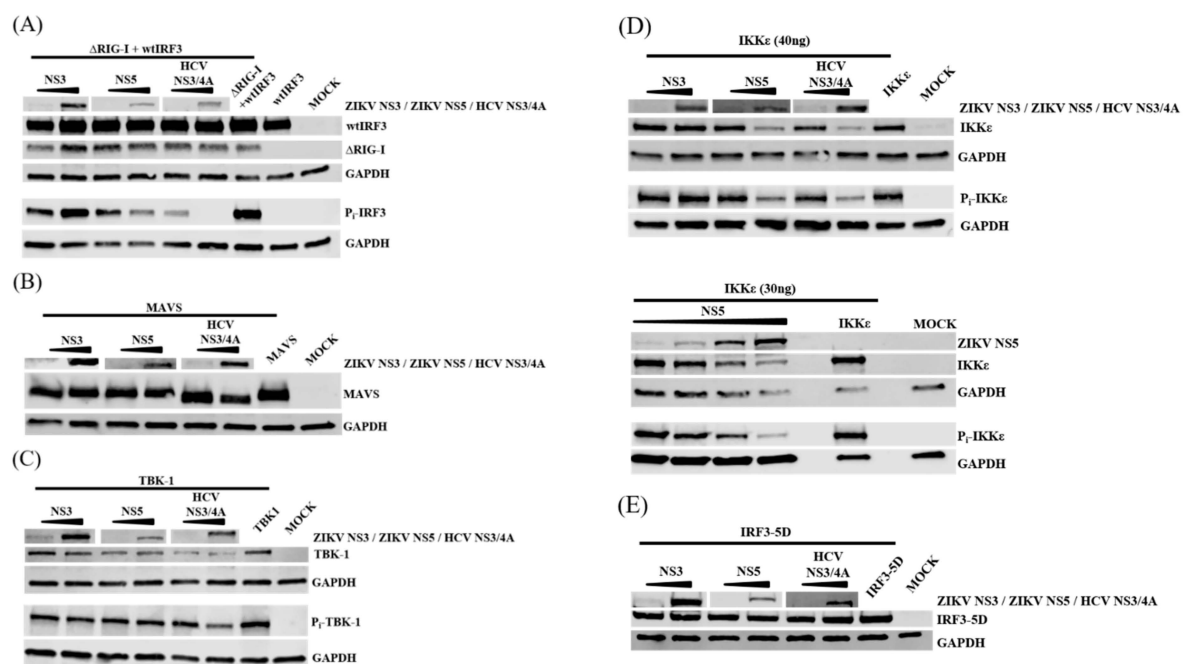 (A)
ΔRIG-I + wtIRF3
HCV
NS3 NS5 NS3/4A ΔRIG-I +wtIRF3 wtIRF3 MOCK
ZIKV NS3 / ZIKV NS5 / HCV NS3/4A
wtIRF3
ΔRIG-I
GAPDH
Pi-IRF3
GAPDH
(B)
MAVS
HCV
NS3 NS5 NS3/4A MAVS MOCK
ZIKV NS3 / ZIKV NS5 / HCV NS3/4A
MAVS
GAPDH
(C)
TBK-1
HCV
NS3 NS5 NS3/4A TBK1 MOCK
ZIKV NS3 / ZIKV NS5 / HCV NS3/4A
TBK-1
GAPDH
Pi-TBK-1
GAPDH
(D)
IKKε (40ng)
HCV
NS3 NS5 NS3/4A IKKε MOCK
ZIKV NS3 / ZIKV NS5 / HCV NS3/4A
IKKε
GAPDH
Pi-IKKε
GAPDH
IKKε (30ng)
NS5 IKKε MOCK
ZIKV NS5
IKKε
GAPDH
Pi-IKKε
GAPDH
(E)
IRF3-5D
HCV
NS3 NS5 NS3/4A IRF3-5D MOCK
ZIKV NS3 / ZIKV NS5 / HCV NS3/4A
IRF3-5D
GAPDH